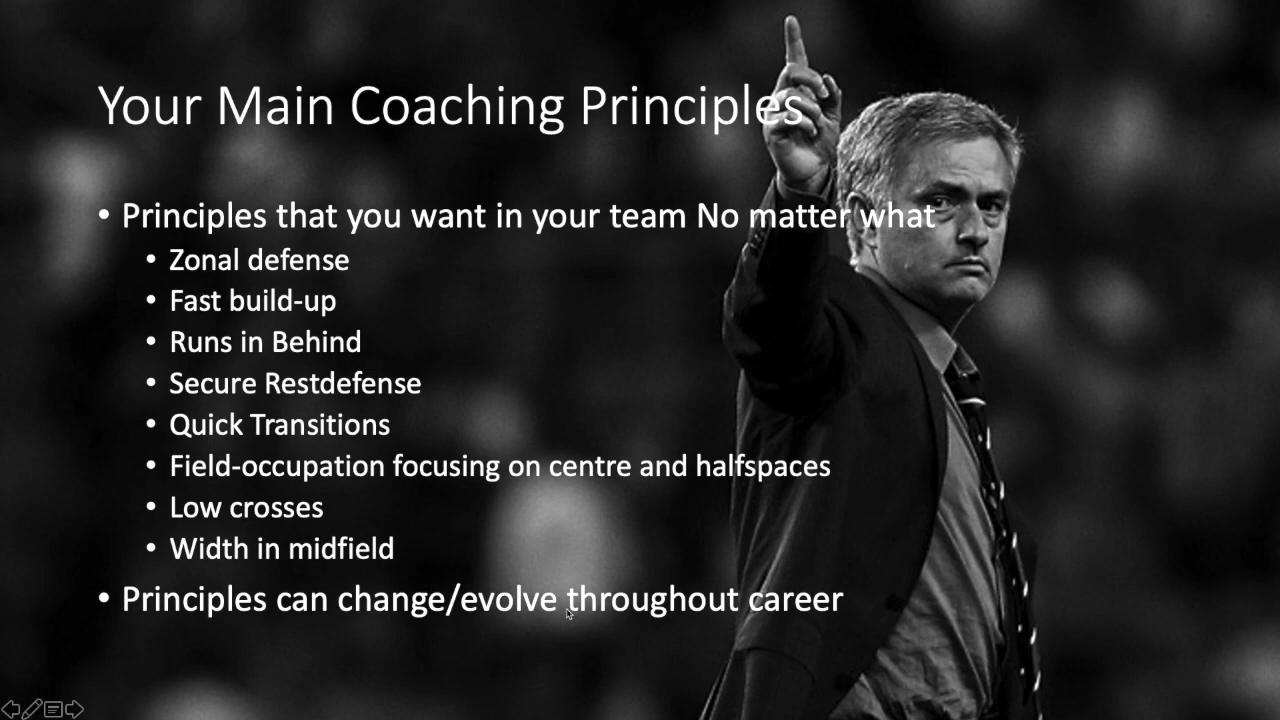 Your Main Coaching Principles
• Principles that you want in your team No matter what
• Zonal defense
• Fast build-up
• Runs in Behind
• Secure Restdefense
• Quick Transitions
• Field-occupation focusing on centre and halfspaces
• Low crosses
• Width in midfield
• Principles can change/evolve throughout career